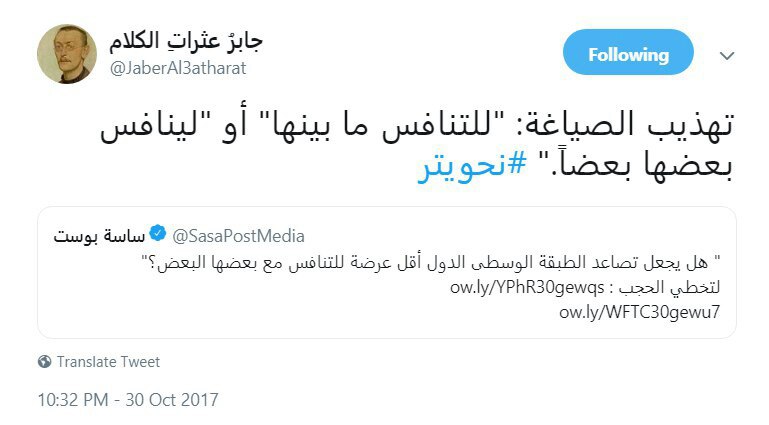 جابرُ عثراتِ الكلام
@JaberAl3atharat
Following
تهذيب الصياغة: "للتنافس ما بينها" أو "لينافس
بعضها بعضاً." #نحويتر
ساسة بوست @SasaPostMedia
" هل يجعل تصاعد الطبقة الوسطى الدول أقل عرضة للتنافس مع بعضها البعض؟"
لتخطي الحجب : ow.ly/YPhR30gewqs
ow.ly/WFTC30gewu7
Translate Tweet
10:32 PM - 30 Oct 2017